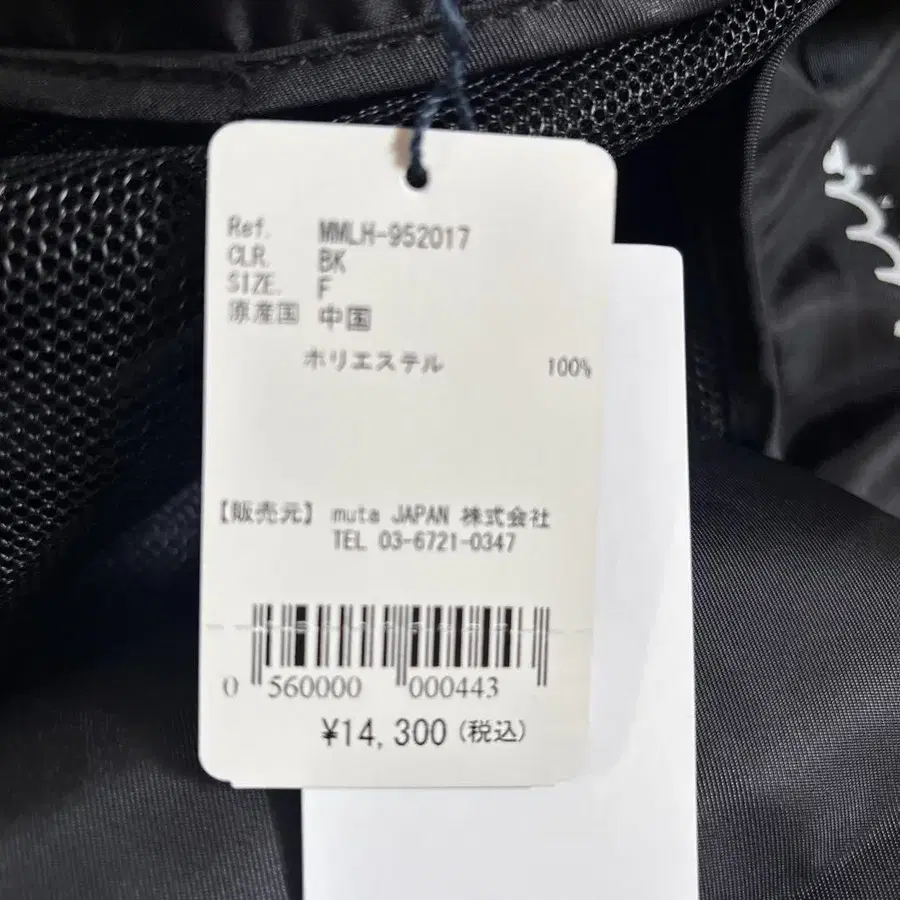 Ref. MMLH-952017
CLR. BK
SIZE. F
原産国 中国
ポリエステル 100%
【販売元】 muta JAPAN 株式会社
TEL 03-6721-0347
0 560000 000443
¥14,300(税込)